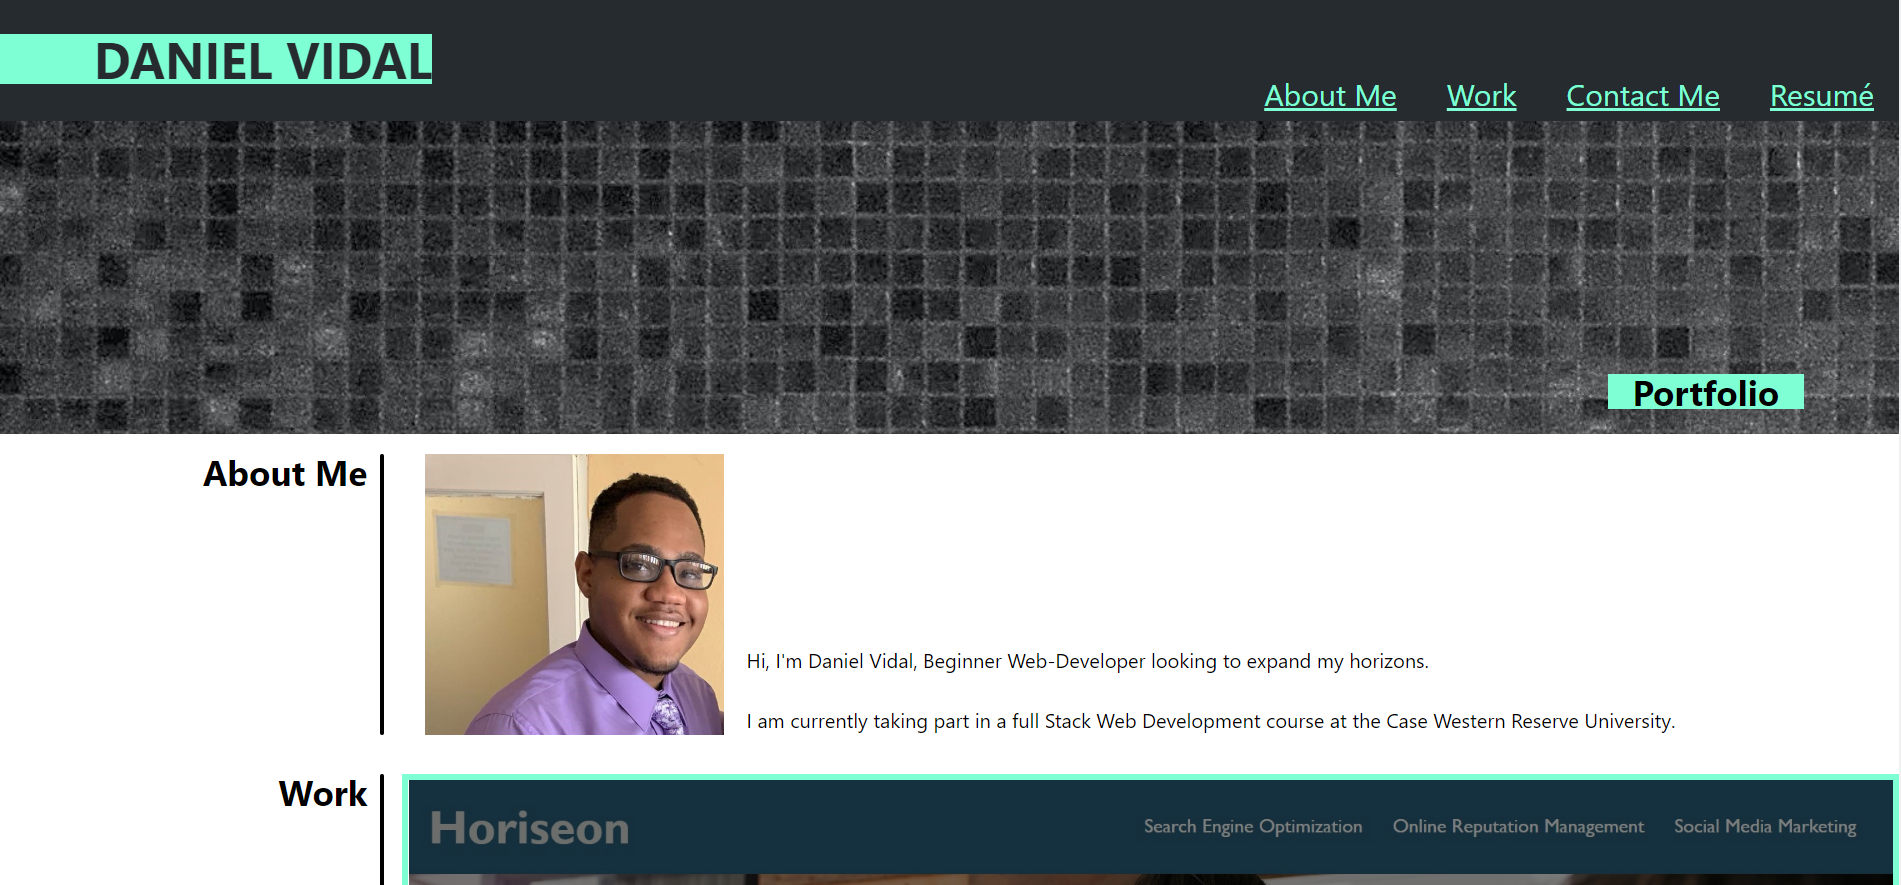 DANIEL VIDAL
About Me Work Contact Me Resumé
Portfolio
About Me
Hi, I'm Daniel Vidal, Beginner Web-Developer looking to expand my horizons.
I am currently taking part in a full Stack Web Development course at the Case Western Reserve University.
Work
Horiseon
Search Engine Optimization Online Reputation Management Social Media Marketing